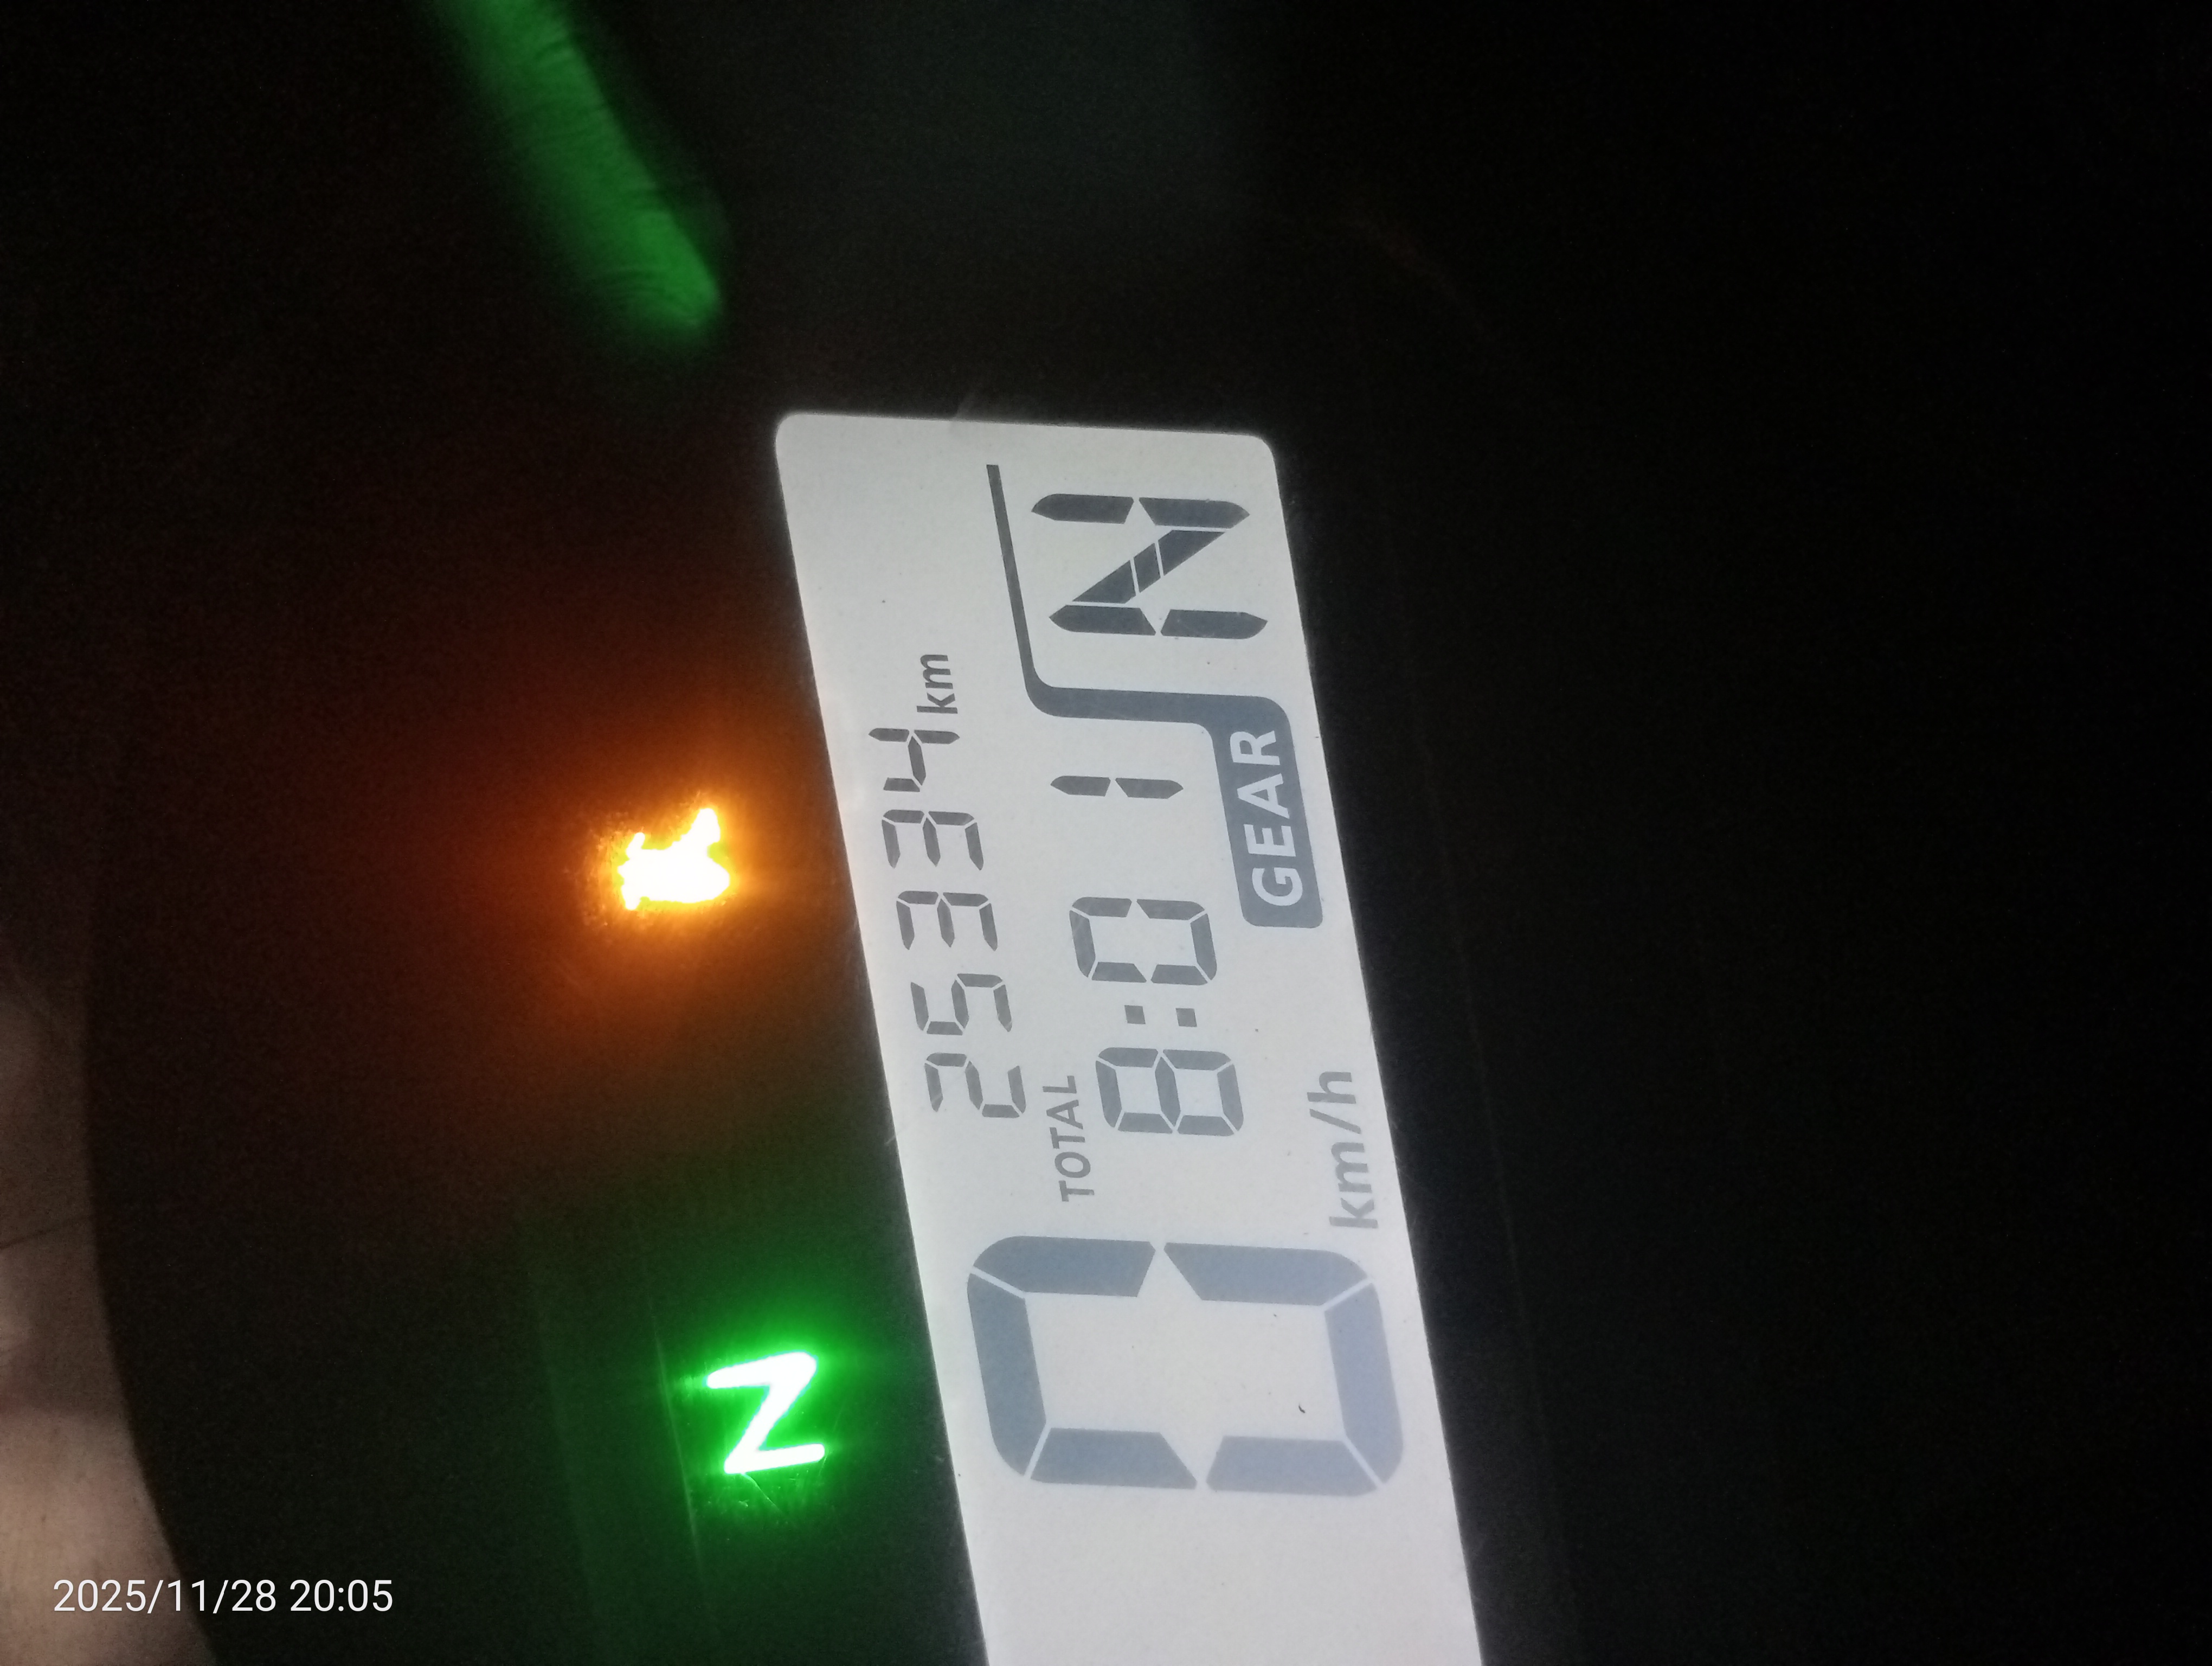 25334 km
TOTAL
8:01
N
GEAR
0 km/h
N
2025/11/28 20:05